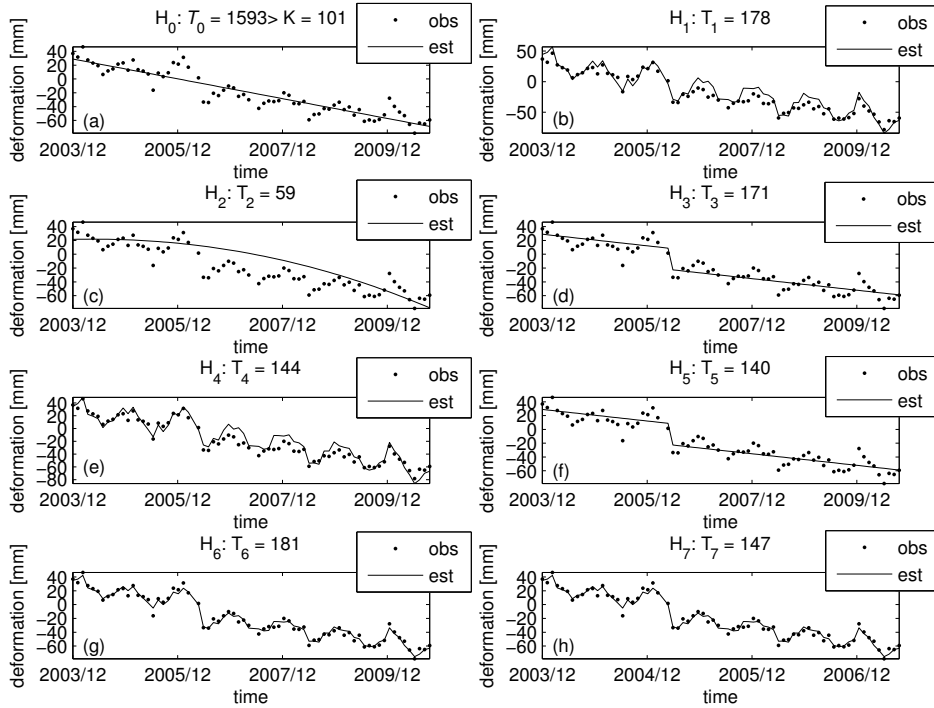 H0: T0 = 1593> K = 101
obs
est
deformation [mm]
40
20
0
−20
−40
−60
(a)
2003/12 2005/12 2007/12 2009/12
time
H1: T1 = 178
obs
est
deformation [mm]
50
0
−50
(b)
2003/12 2005/12 2007/12 2009/12
time
H2: T2 = 59
obs
est
deformation [mm]
40
20
0
−20
−40
−60
(c)
2003/12 2005/12 2007/12 2009/12
time
H3: T3 = 171
obs
est
deformation [mm]
40
20
0
−20
−40
−60
(d)
2003/12 2005/12 2007/12 2009/12
time
H4: T4 = 144
obs
est
deformation [mm]
40
20
0
−20
−40
−60
−80
(e)
2003/12 2005/12 2007/12 2009/12
time
H5: T5 = 140
obs
est
deformation [mm]
40
20
0
−20
−40
−60
(f)
2003/12 2005/12 2007/12 2009/12
time
H6: T6 = 181
obs
est
deformation [mm]
40
20
0
−20
−40
−60
(g)
2003/12 2005/12 2007/12 2009/12
time
H7: T7 = 147
obs
est
deformation [mm]
40
20
0
−20
−40
−60
(h)
2003/12 2004/12 2005/12 2006/12
time